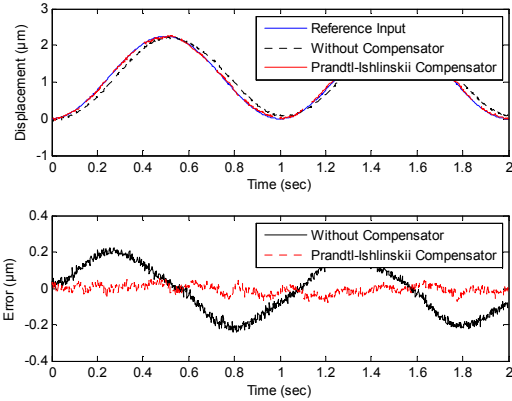 3
2
1
0
-1
Displacement (µm)
Reference Input
Without Compensator
Prandtl-Ishlinskii Compensator
0 0.2 0.4 0.6 0.8 1 1.2 1.4 1.6 1.8 2
Time (sec)
0.4
0.2
0
-0.2
-0.4
Error (µm)
Without Compensator
Prandtl-Ishlinskii Compensator
0 0.2 0.4 0.6 0.8 1 1.2 1.4 1.6 1.8 2
Time (sec)